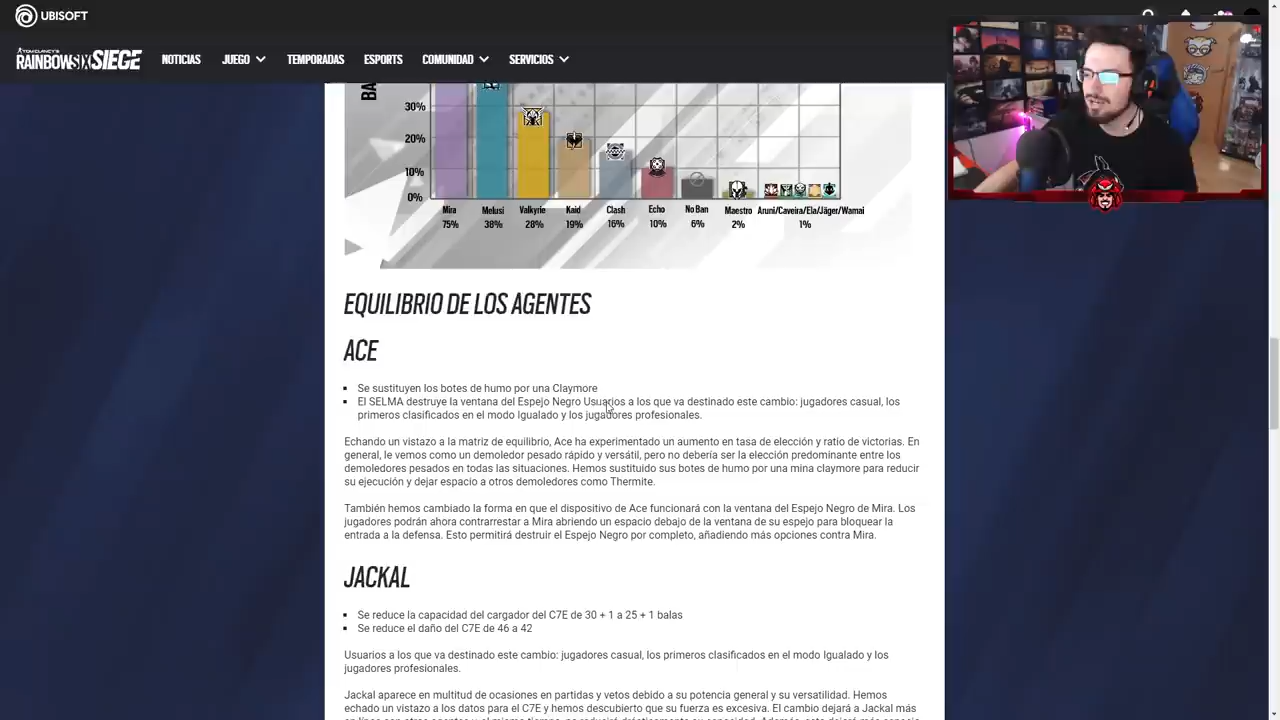 UBISOFT
TOM CLANCY'S
RAINBOW SIX SIEGE
NOTICIAS JUEGO TEMPORADAS ESPORTS COMUNIDAD SERVICIOS
BA
30%
20%
10%
0%
Mira Melusi Valkyrie Kaid Clash Echo No Ban Maestro Aruni/Caveira/Ela/Jäger/Wamai
75% 38% 28% 19% 16% 10% 6% 2% 1%
EQUILIBRIO DE LOS AGENTES
ACE
Se sustituyen los botes de humo por una Claymore
El SELMA destruye la ventana del Espejo Negro Usuarios a los que va destinado este cambio: jugadores casual, los
primeros clasificados en el modo Igualado y los jugadores profesionales.
Echando un vistazo a la matriz de equilibrio, Ace ha experimentado un aumento en tasa de elección y ratio de victorias. En
general, le vemos como un demoledor pesado rápido y versátil, pero no debería ser la elección predominante entre los
demoledores pesados en todas las situaciones. Hemos sustituido sus botes de humo por una mina claymore para reducir
su ejecución y dejar espacio a otros demoledores como Thermite.
También hemos cambiado la forma en que el dispositivo de Ace funcionará con la ventana del Espejo Negro de Mira. Los
jugadores podrán ahora contrarrestar a Mira abriendo un espacio debajo de la ventana de su espejo para bloquear la
entrada a la defensa. Esto permitirá destruir el Espejo Negro por completo, añadiendo más opciones contra Mira.
JACKAL
Se reduce la capacidad del cargador del C7E de 30 + 1 a 25 + 1 balas
Se reduce el daño del C7E de 46 a 42
Usuarios a los que va destinado este cambio: jugadores casual, los primeros clasificados en el modo Igualado y los
jugadores profesionales.
Jackal aparece en multitud de ocasiones en partidas y vetos debido a su potencia general y su versatilidad. Hemos
echado un vistazo a los datos para el C7E y hemos descubierto que su fuerza es excesiva. El cambio dejará a Jackal más